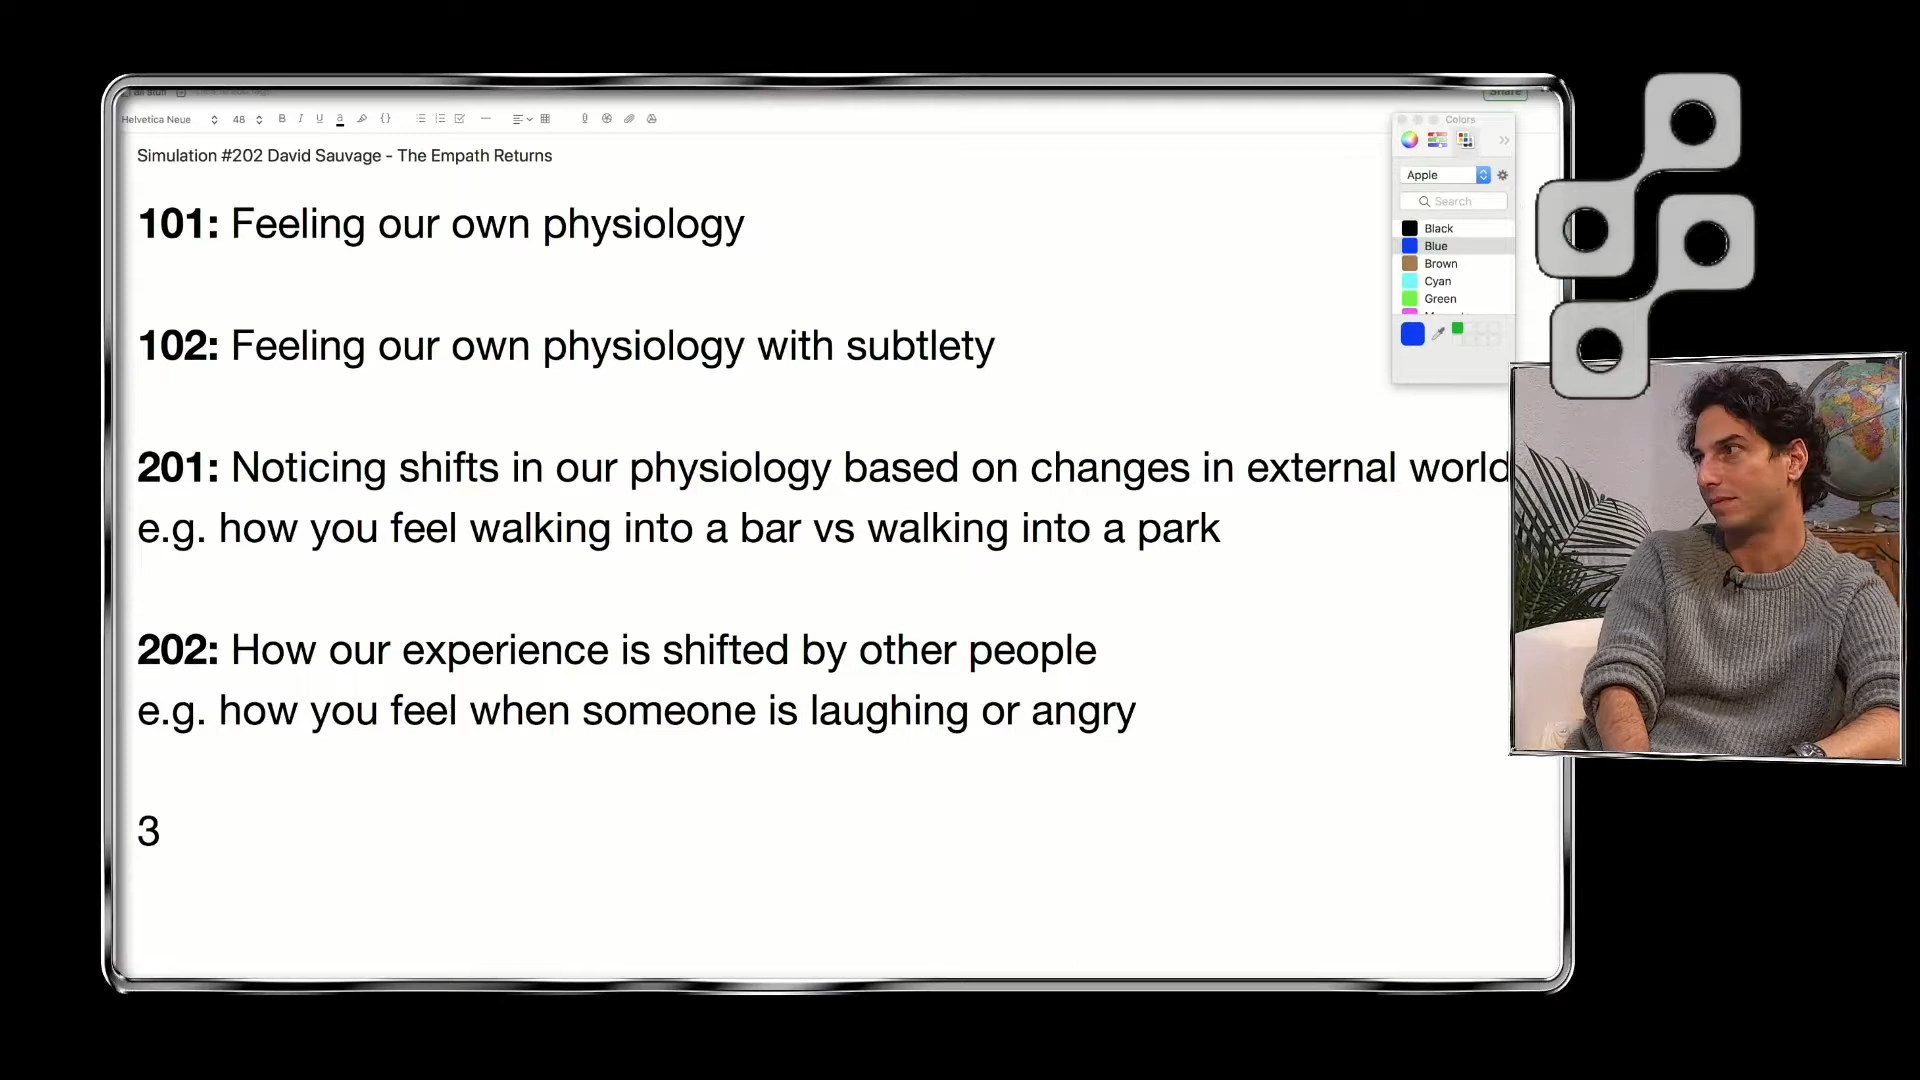 Share
Helvetica Neue 48 B I U a {}
Colors
Simulation #202 David Sauvage - The Empath Returns
Apple
Search
101: Feeling our own physiology
Black
Blue
Brown
Cyan
Green
102: Feeling our own physiology with subtlety
201: Noticing shifts in our physiology based on changes in external world
e.g. how you feel walking into a bar vs walking into a park
202: How our experience is shifted by other people
e.g. how you feel when someone is laughing or angry
3